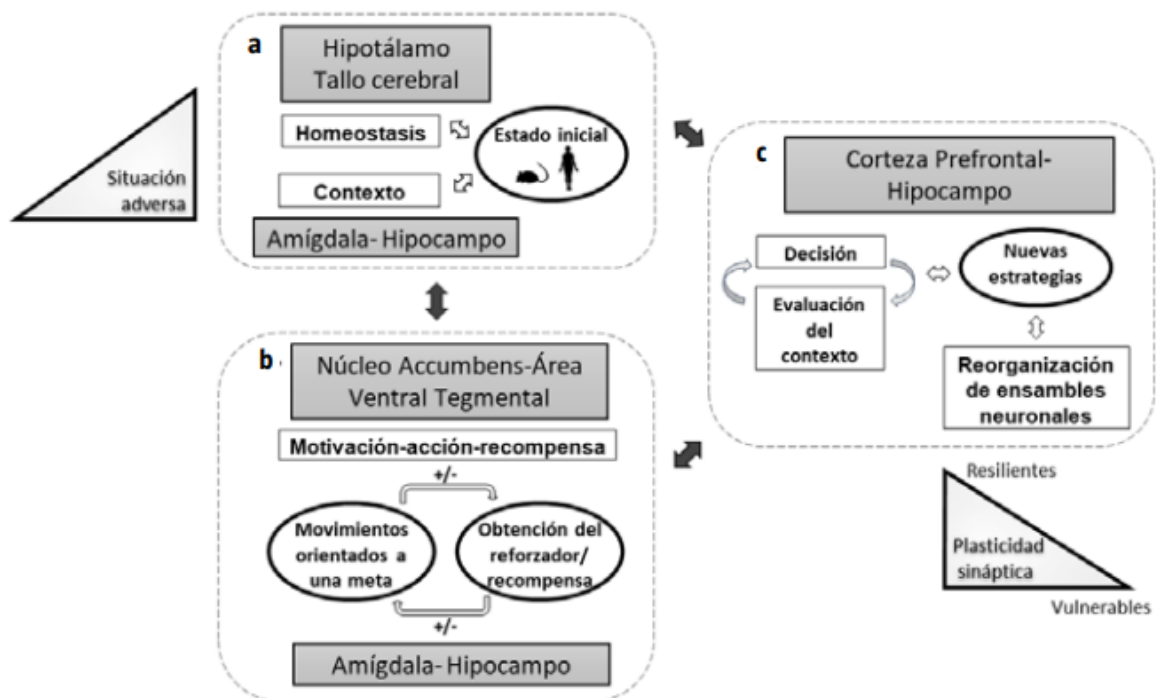 a
Hipotálamo
Tallo cerebral
Homeostasis
Estado inicial
Contexto
Amígdala- Hipocampo
Situación
adversa
b.
Núcleo Accumbens-Área
Ventral Tegmental
Motivación-acción-recompensa
+/-
Movimientos
orientados a
una meta
Obtención del
reforzador/
recompensa
+/-
Amígdala- Hipocampo
c
Corteza Prefrontal-
Hipocampo
Decisión
Evaluación
del
contexto
Nuevas
estrategias
Reorganización
de ensambles
neuronales
Resilientes
Plasticidad
sináptica
Vulnerables